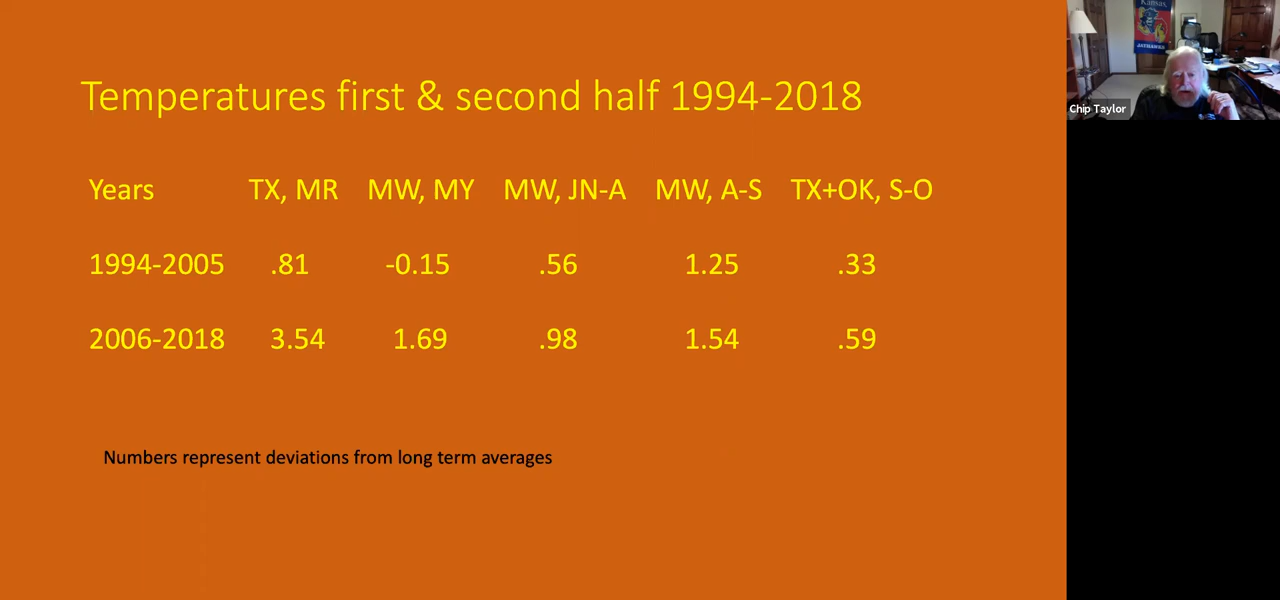 Temperatures first & second half 1994-2018
Years TX, MR MW, MY MW, JN-A MW, A-S TX+OK, S-O
1994-2005 .81 -0.15 .56 1.25 .33
2006-2018 3.54 1.69 .98 1.54 .59
Numbers represent deviations from long term averages
Kansas
JAYHAWKS
Chip Taylor